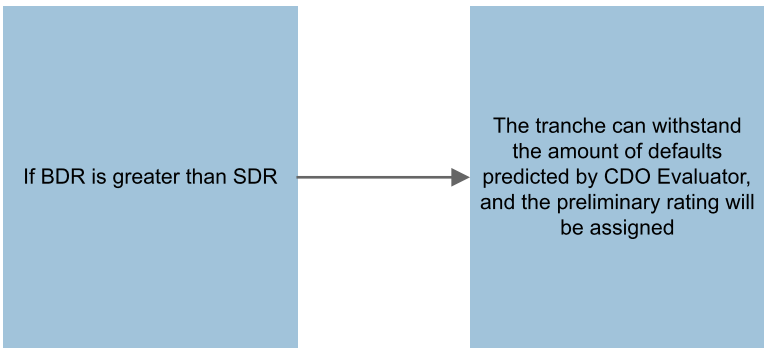 If BDR is greater than SDR
The tranche can withstand
the amount of defaults
predicted by CDO Evaluator,
and the preliminary rating will
be assigned